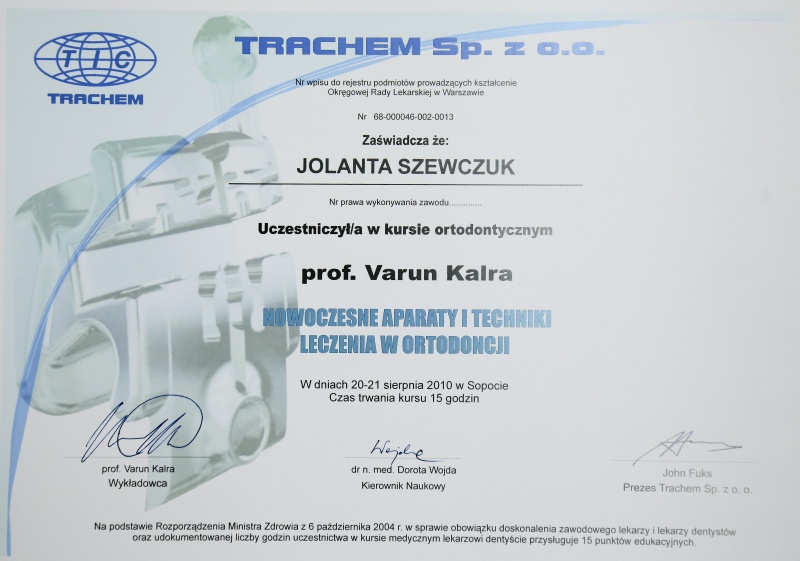 TIC
TRACHEM
TRACHEM Sp. z o.o.
Nr wpisu do rejestru podmiotów prowadzących kształcenie
Okręgowej Rady Lekarskiej w Warszawie
Nr 68-000046-002-0013
Zaświadcza że:
JOLANTA SZEWCZUK
Nr prawa wykonywania zawodu..............
Uczestniczył/a w kursie ortodontycznym
prof. Varun Kalra
NOWOCZESNE APARATY I TECHNIKI
LECZENIA W ORTODONCJI
W dniach 20-21 sierpnia 2010 w Sopocie
Czas trwania kursu 15 godzin
Wojda
prof. Varun Kalra
Wykładowca
dr n. med. Dorota Wojda
Kierownik Naukowy
John Fuks
Prezes Trachem Sp. z o. o.
Na podstawie Rozporządzenia Ministra Zdrowia z 6 października 2004 r. w sprawie obowiązku doskonalenia zawodowego lekarzy i lekarzy dentystów
oraz udokumentowanej liczby godzin uczestnictwa w kursie medycznym lekarzowi dentyście przysługuje 15 punktów edukacyjnych.